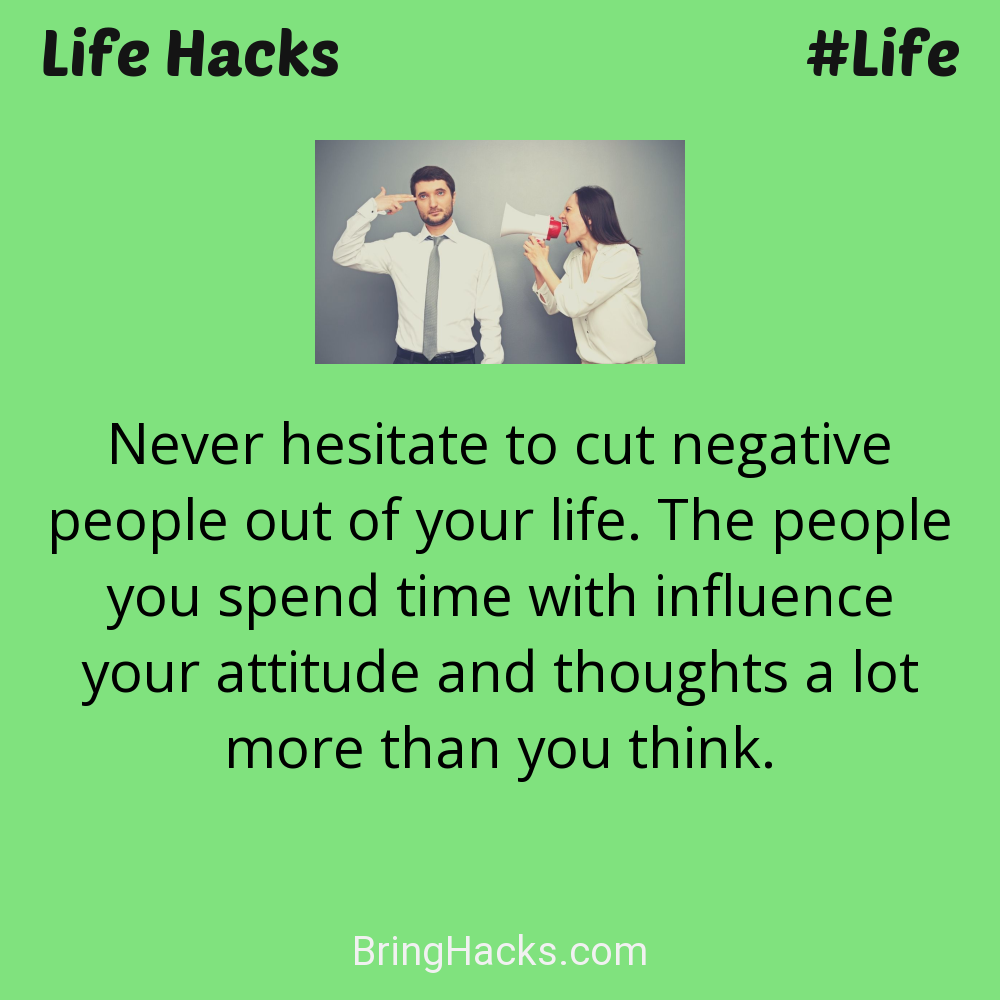 Life Hacks
#Life
Never hesitate to cut negative
people out of your life. The people
you spend time with influence
your attitude and thoughts a lot
more than you think.
BringHacks.com